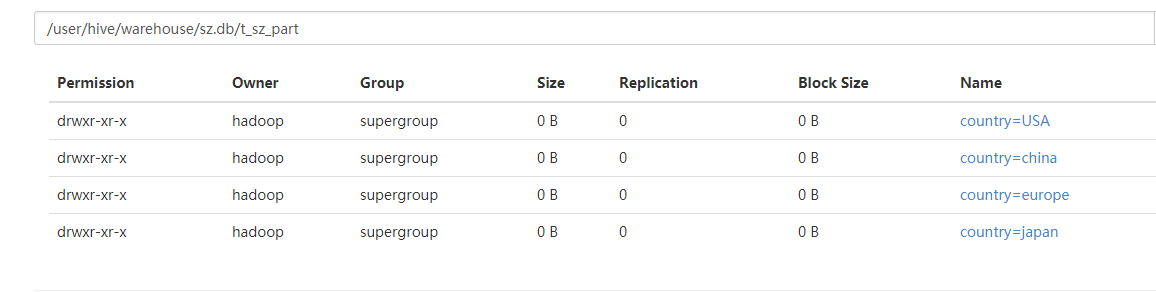 /user/hive/warehouse/sz.db/t_sz_part
Permission Owner Group Size Replication Block Size Name
drwxr-xr-x hadoop supergroup 0 B 0 0 B country=USA
drwxr-xr-x hadoop supergroup 0 B 0 0 B country=china
drwxr-xr-x hadoop supergroup 0 B 0 0 B country=europe
drwxr-xr-x hadoop supergroup 0 B 0 0 B country=japan